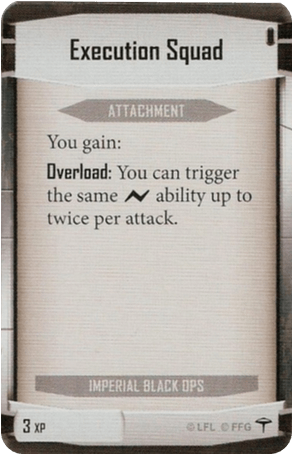 Execution Squad
ATTACHMENT
You gain:
Overload: You can trigger
the same ability up to
twice per attack.
IMPERIAL BLACK OPS
3 XP
© LFL © FFG